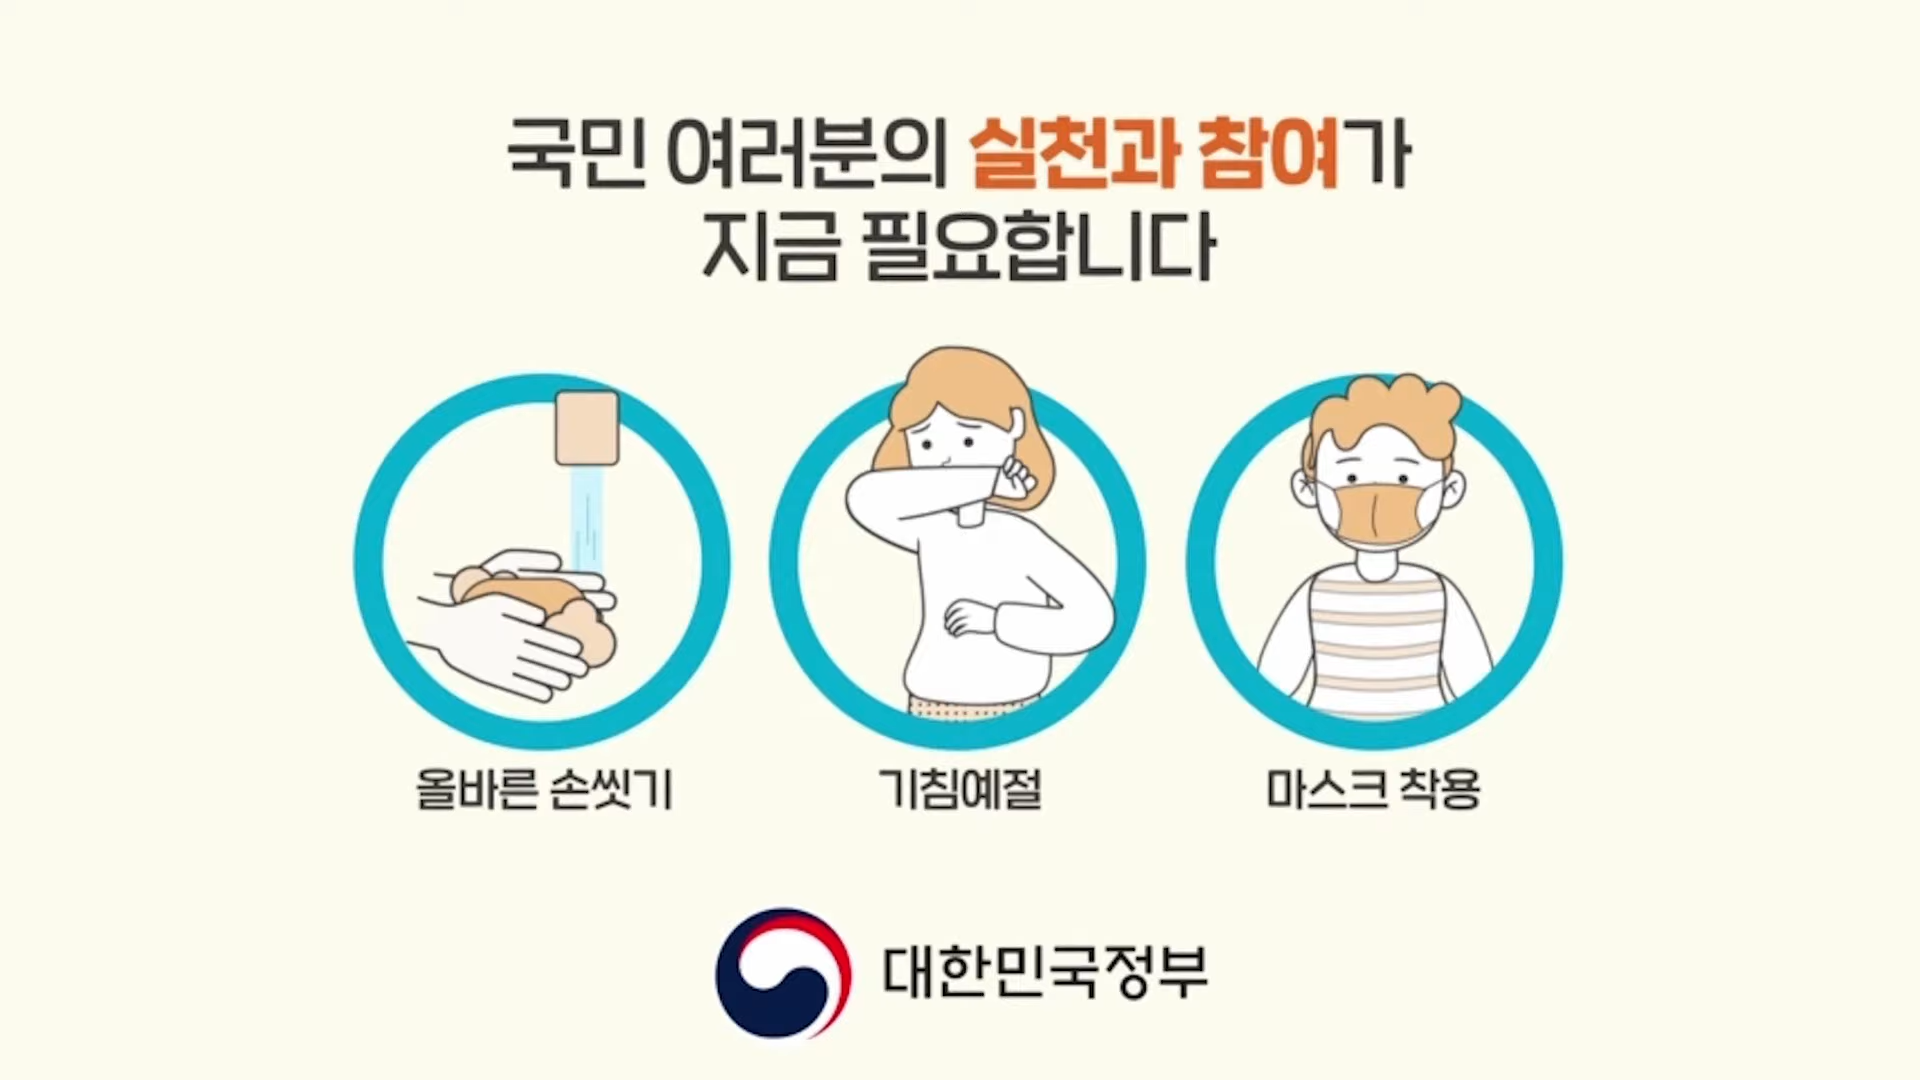 국민 여러분의 실천과 참여가
지금 필요합니다
올바른 손씻기
기침예절
마스크 착용
대한민국정부